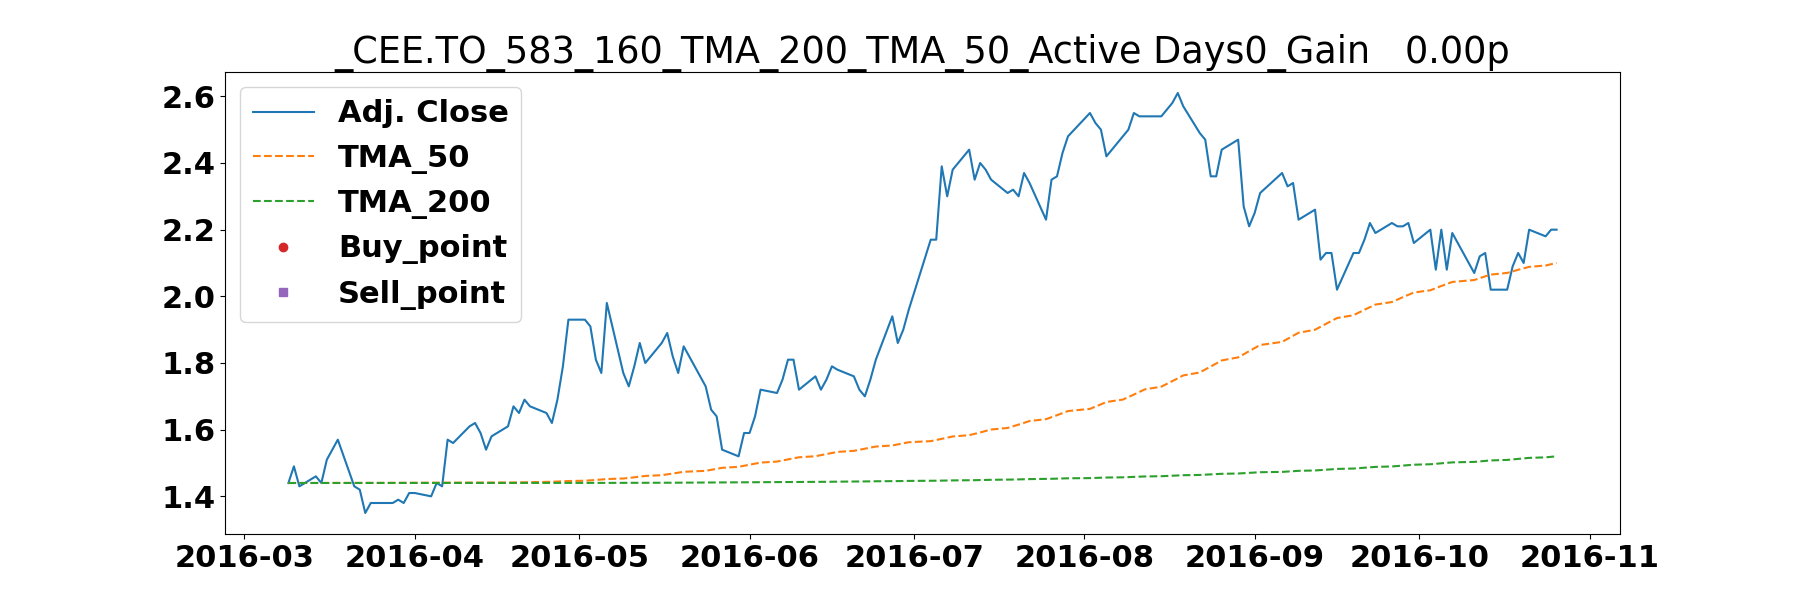 _CEE.TO_583_160_TMA_200_TMA_50_Active Days0_Gain   0.00p
Adj. Close
TMA_50
TMA_200
Buy_point
Sell_point
2.6
2.4
2.2
2.0
1.8
1.6
1.4
2016-03 2016-04 2016-05 2016-06 2016-07 2016-08 2016-09 2016-10 2016-11